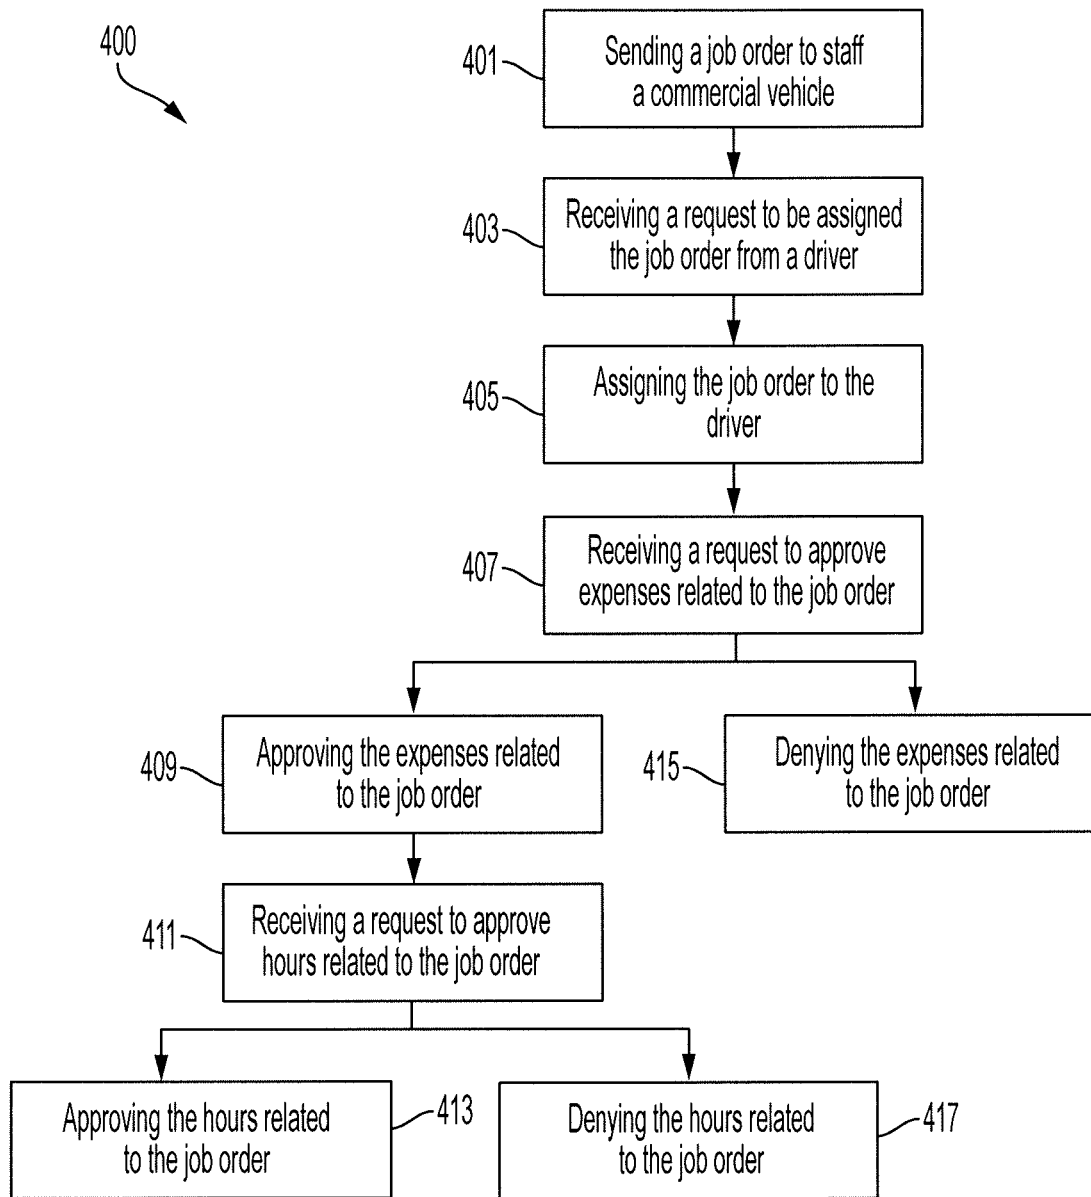 400
401
Sending a job order to staff
a commercial vehicle
403
Receiving a request to be assigned
the job order from a driver
405
Assigning the job order to the
driver
407
Receiving a request to approve
expenses related to the job order
409
Approving the expenses related
to the job order
415
Denying the expenses related
to the job order
411
Receiving a request to approve
hours related to the job order
Approving the hours related
to the job order
413
Denying the hours related
to the job order
417